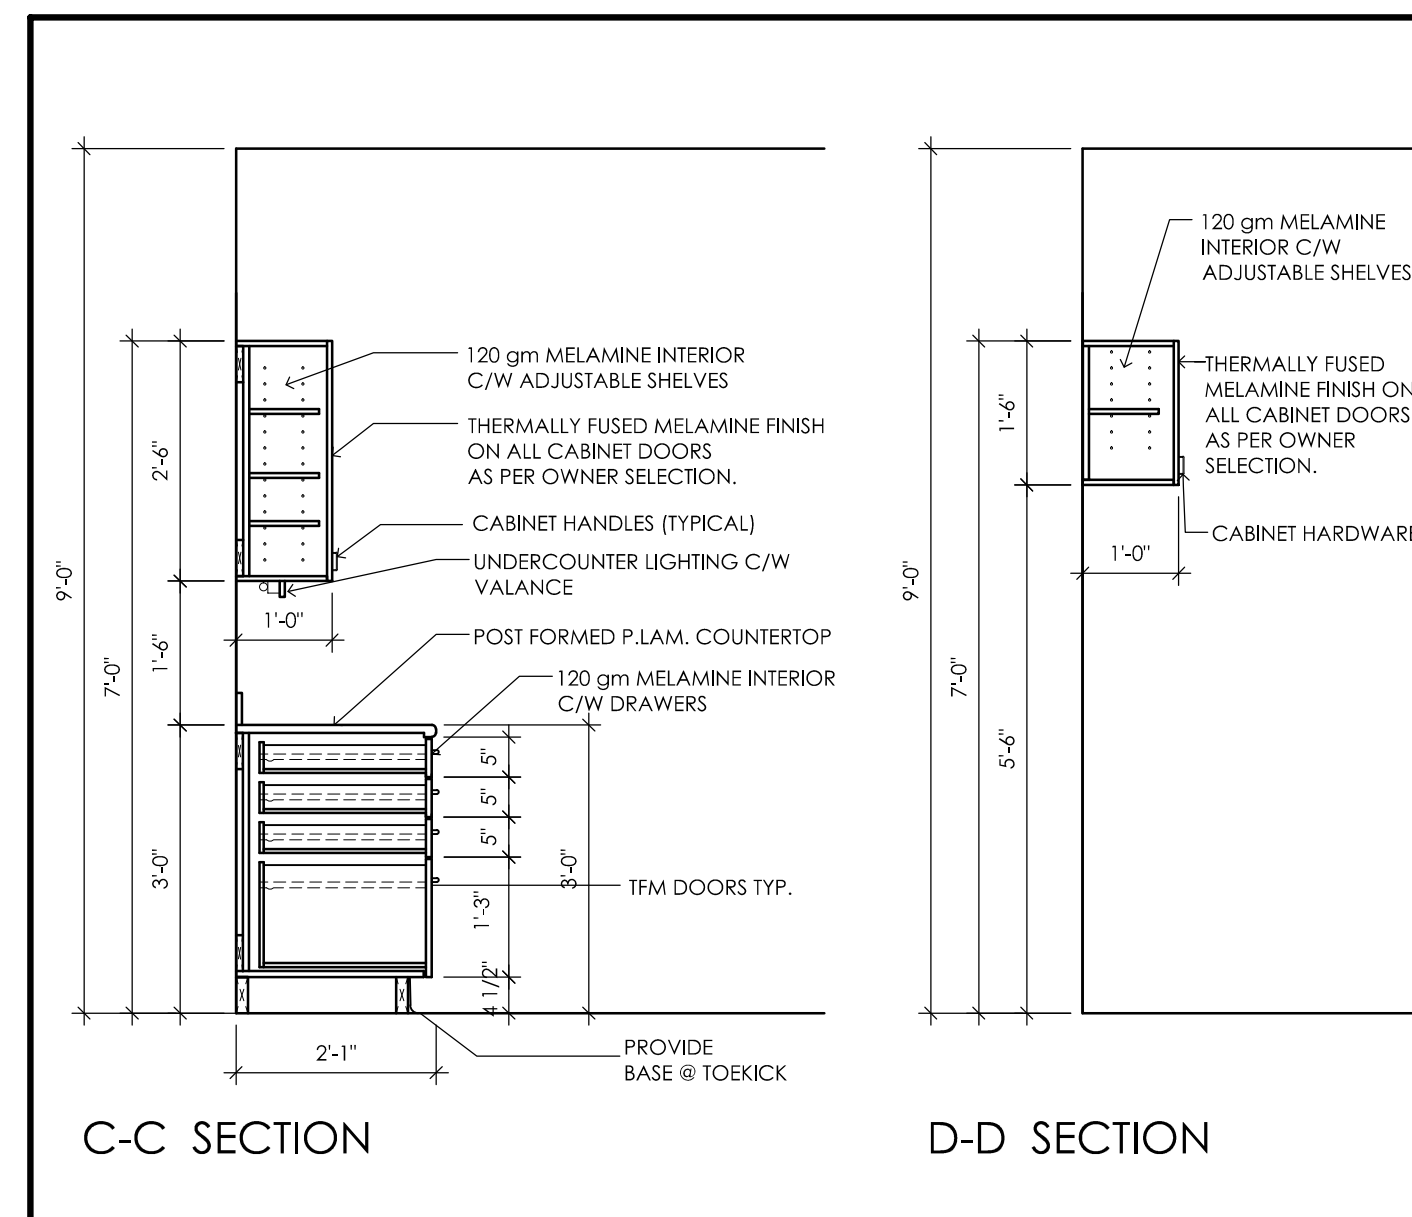 120 gm MELAMINE INTERIOR
C/W ADJUSTABLE SHELVES
THERMALLY FUSED MELAMINE FINISH
ON ALL CABINET DOORS
AS PER OWNER SELECTION.
CABINET HANDLES (TYPICAL)
UNDERCOUNTER LIGHTING C/W
VALANCE
POST FORMED P.LAM. COUNTERTOP
120 gm MELAMINE INTERIOR
C/W DRAWERS
TFM DOORS TYP.
PROVIDE
BASE @ TOEKICK
9'-0"
7'-0"
2'-6"
1'-6"
3'-0"
1'-0"
5"
5"
5"
1'-3"
4 1/2"
3'-0"
2'-1"
C-C SECTION
120 gm MELAMINE
INTERIOR C/W
ADJUSTABLE SHELVES
THERMALLY FUSED
MELAMINE FINISH ON
ALL CABINET DOORS
AS PER OWNER
SELECTION.
CABINET HARDWARE
9'-0"
7'-0"
1'-6"
5'-6"
1'-0"
D-D SECTION